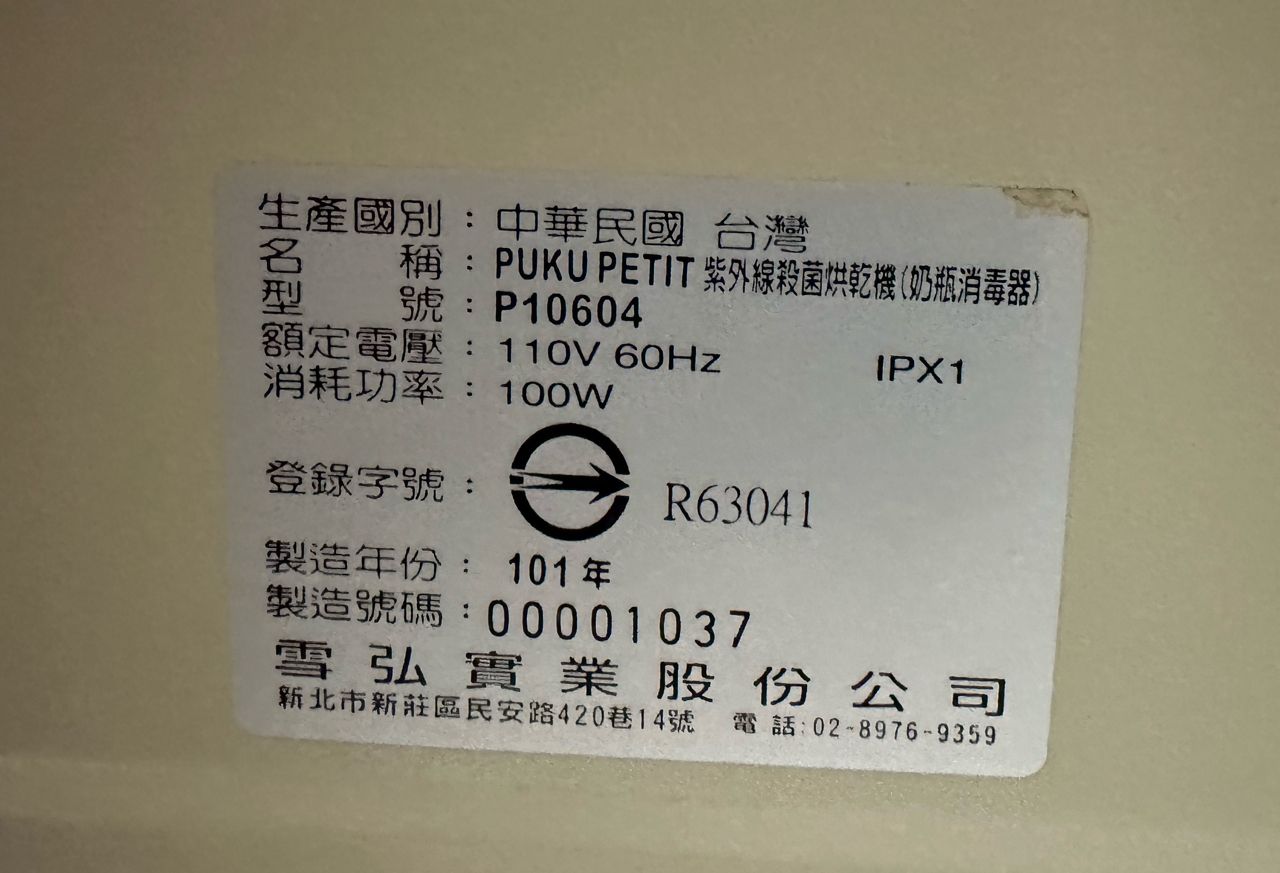 生產國別：中華民國 台灣
名稱：PUKU PETIT 紫外線殺菌烘乾機(奶瓶消毒器)
型號：P10604
額定電壓：110V 60Hz IPX1
消耗功率：100W
登錄字號： R63041
製造年份：101年
製造號碼：00001037
雪弘實業股份公司
新北市新莊區民安路420巷14號 電話:02-8976-9359